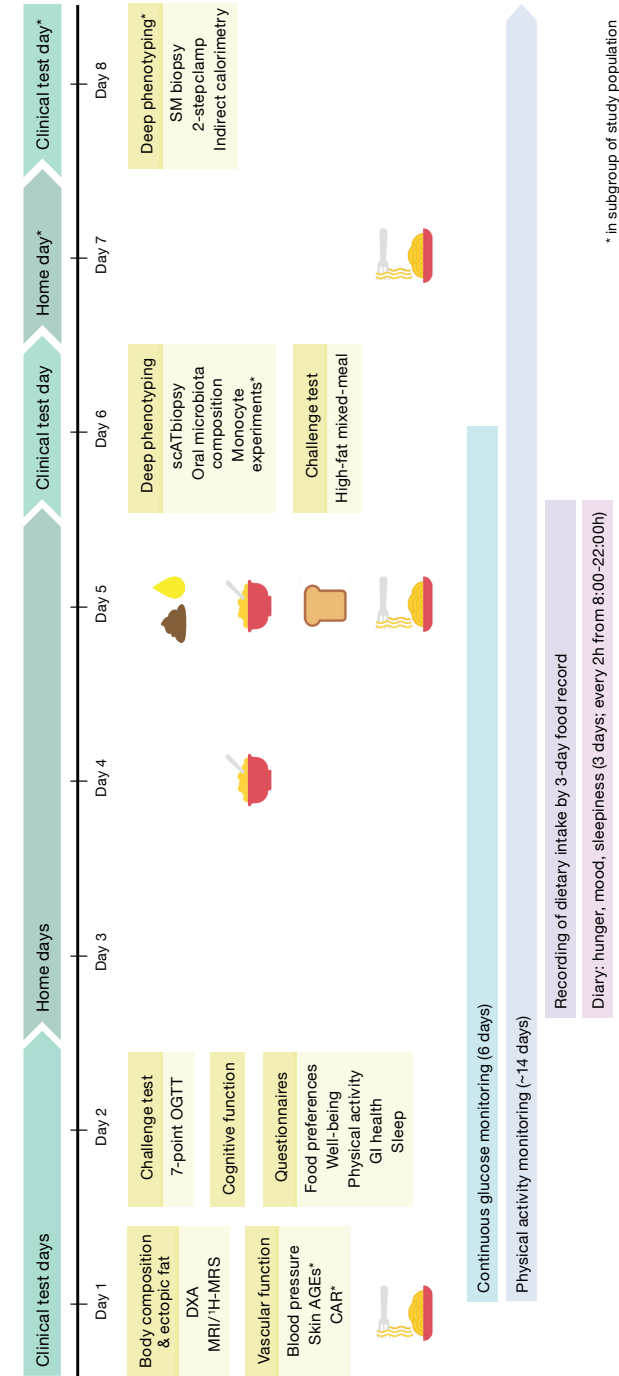 Clinical test days
Home days
Clinical test day
Home day*
Clinical test day*
Day 1
Day 2
Day 3
Day 4
Day 5
Day 6
Day 7
Day 8
Body composition
& ectopic fat
DXA
MRI/¹H-MRS
Vascular function
Blood pressure
Skin AGEs*
CAR*
Challenge test
7-point OGTT
Cognitive function
Questionnaires
Food preferences
Well-being
Physical activity
GI health
Sleep
Deep phenotyping
scAT biopsy
Oral microbiota
composition
Monocyte
experiments*
Challenge test
High-fat mixed-meal
Deep phenotyping*
SM biopsy
2-step clamp
Indirect calorimetry
Continuous glucose monitoring (6 days)
Physical activity monitoring (~14 days)
Recording of dietary intake by 3-day food record
Diary: hunger, mood, sleepiness (3 days; every 2h from 8:00-22:00h)
* in subgroup of study population